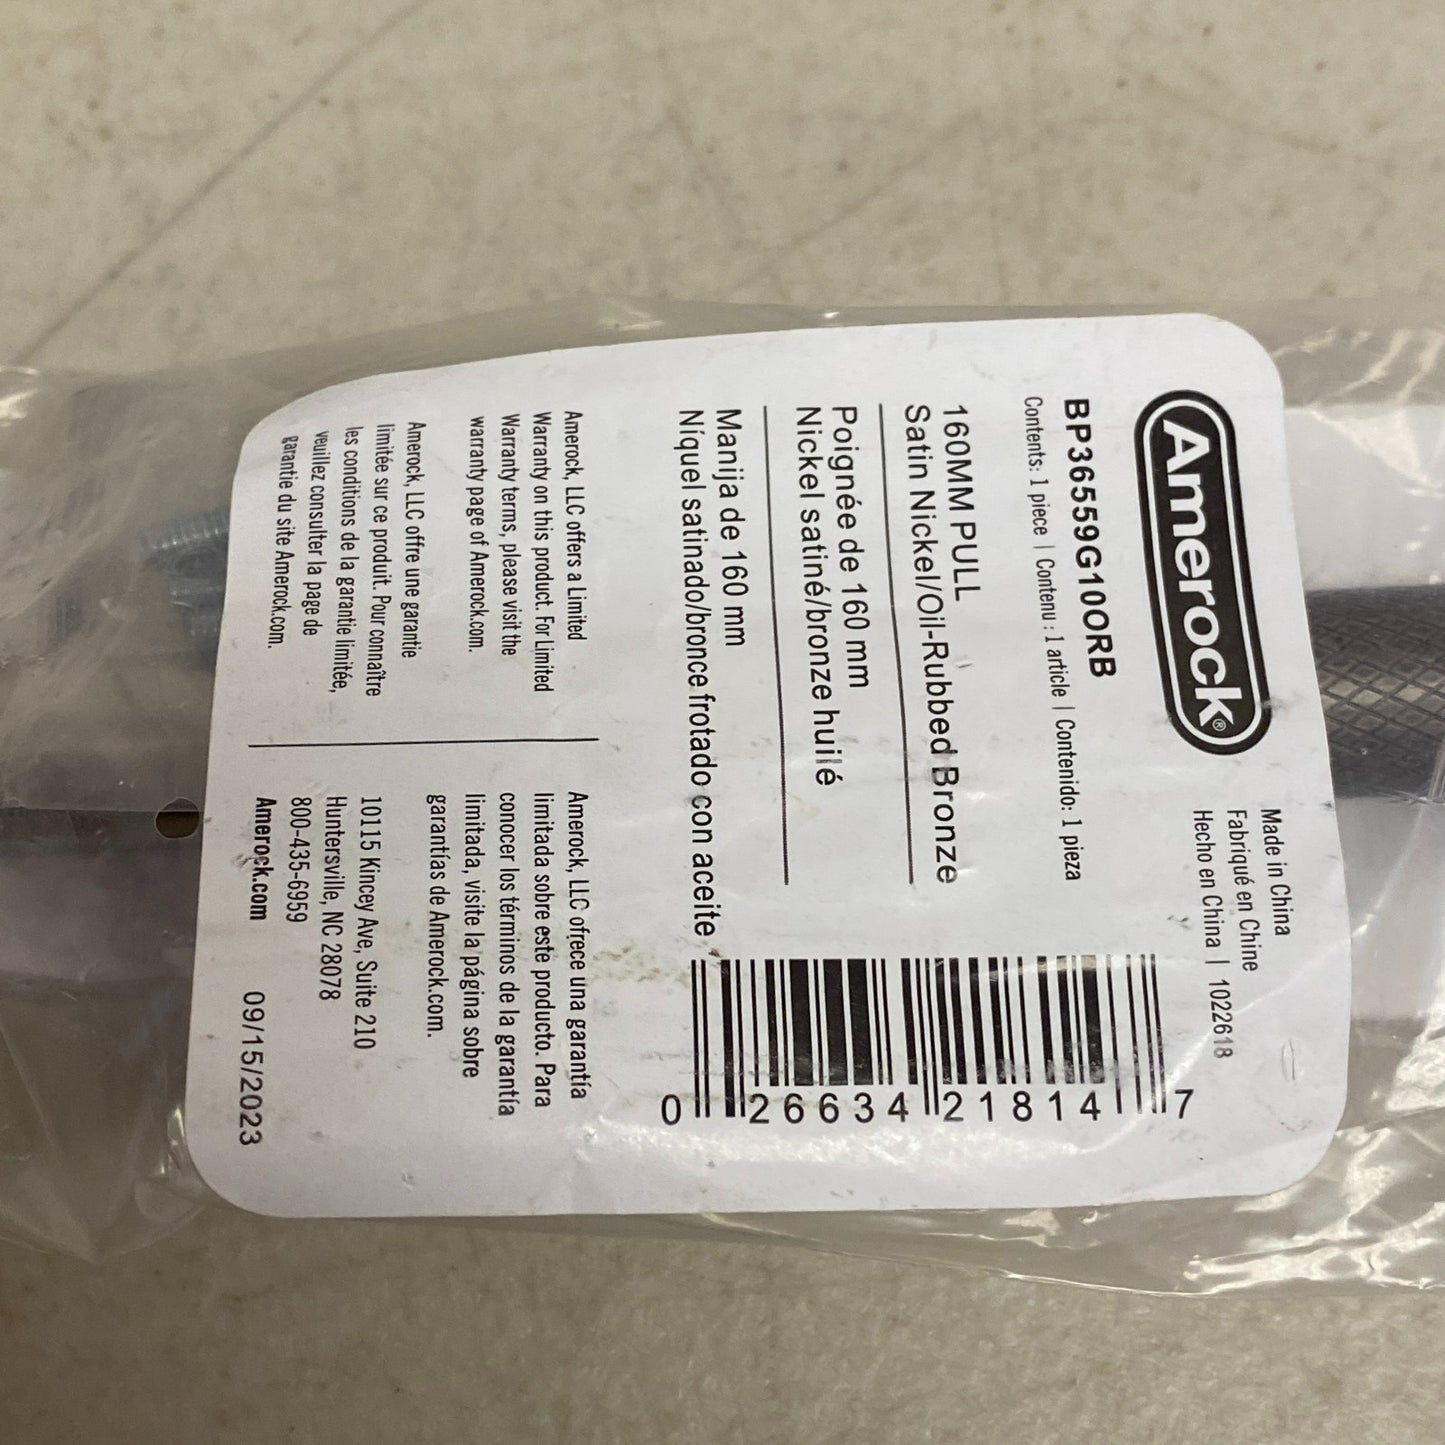 Amerock®
Made in China
Fabriqué en Chine
Hecho en China | 1022618
BP36559G10ORB
Contents: 1 piece | Contenu : 1 article | Contenido: 1 pieza
160MM PULL
Satin Nickel/Oil-Rubbed Bronze
Poignée de 160 mm
Nickel satiné/bronze huilé
Manija de 160 mm
Níquel satinado/bronce frotado con aceite
0 26634 21814 7
Amerock, LLC offers a Limited
Warranty on this product. For Limited
Warranty terms, please visit the
warranty page of Amerock.com.
Amerock, LLC offre une garantie
limitée sur ce produit. Pour connaître
les conditions de la garantie limitée,
veuillez consulter la page de
garantie du site Amerock.com.
Amerock, LLC ofrece una garantía
limitada sobre este producto. Para
conocer los términos de la garantía
limitada, visite la página sobre
garantías de Amerock.com.
10115 Kincey Ave, Suite 210
Huntersville, NC 28078
800-435-6959
Amerock.com
09/15/2023